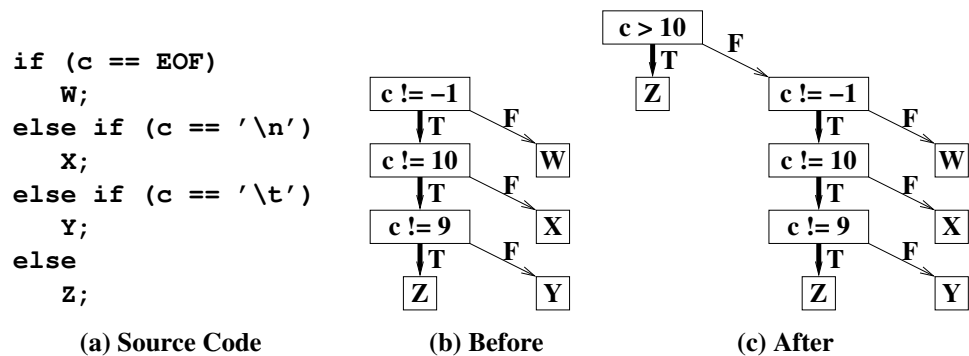 if (c == EOF)
W;
else if (c == '\n')
X;
else if (c == '\t')
Y;
else
Z;
(a) Source Code
c != −1
T
F
W
c != 10
T
F
X
c != 9
T
F
Z
Y
(b) Before
c > 10
T
F
Z
c != −1
T
F
W
c != 10
T
F
X
c != 9
T
F
Z
Y
(c) After